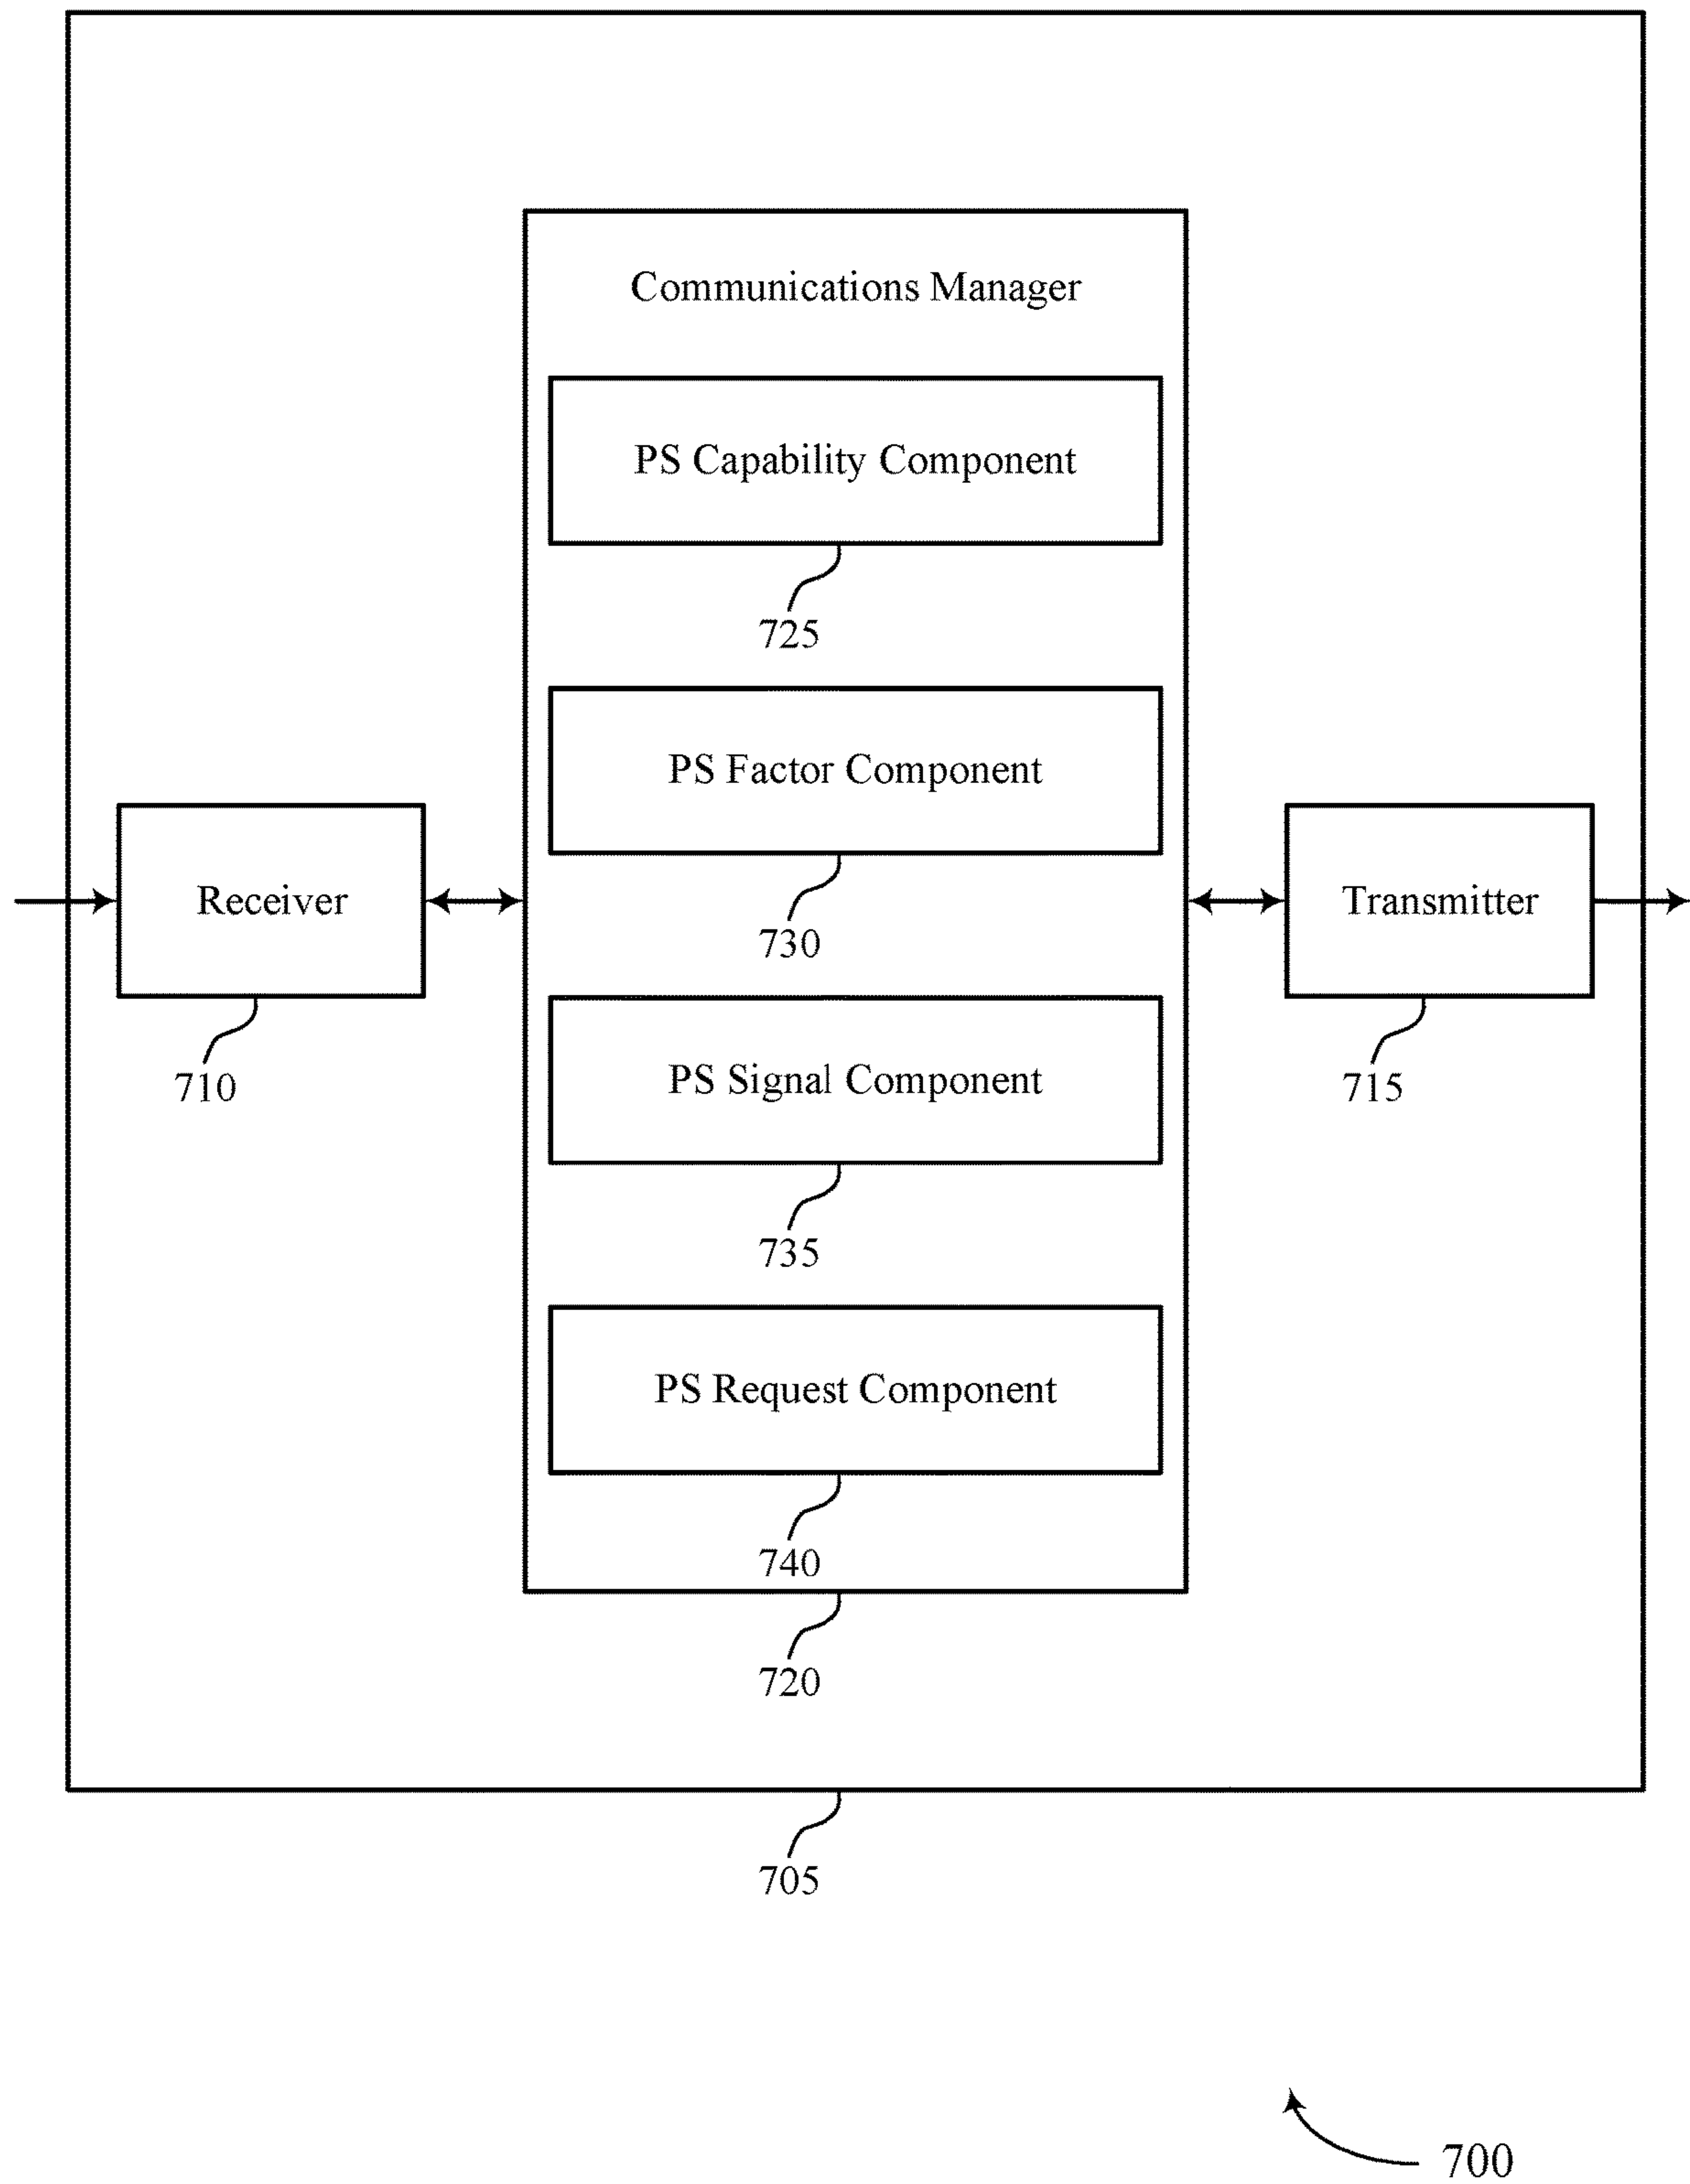 Communications Manager
PS Capability Component
725
PS Factor Component
730
Receiver
710
Transmitter
715
PS Signal Component
735
PS Request Component
740
720
705
700